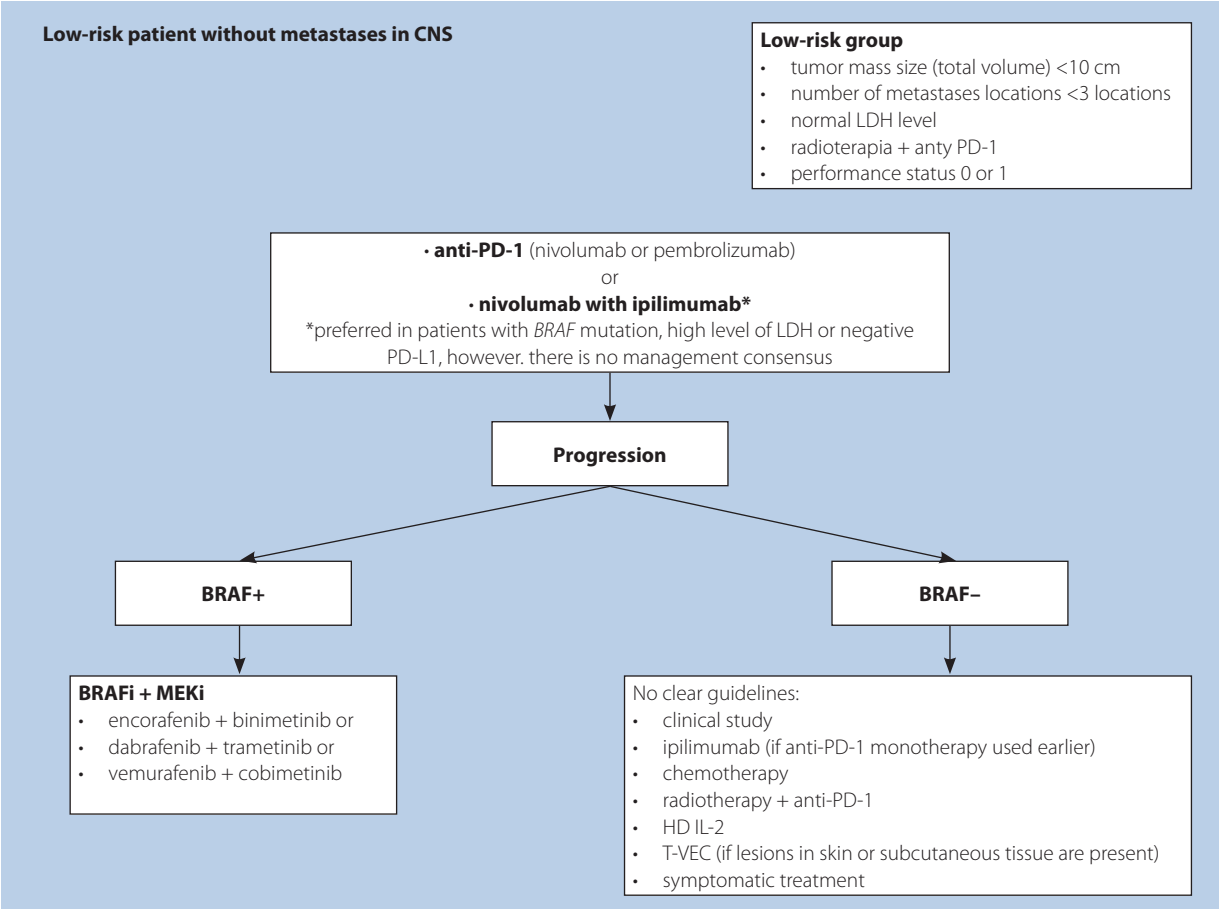 Low-risk patient without metastases in CNS
Low-risk group
• tumor mass size (total volume) <10 cm
• number of metastases locations <3 locations
• normal LDH level
• radioterapia + anty PD-1
• performance status 0 or 1
• anti-PD-1 (nivolumab or pembrolizumab)
or
• nivolumab with ipilimumab*
*preferred in patients with BRAF mutation, high level of LDH or negative
PD-L1, however. there is no management consensus
Progression
BRAF+
BRAF–
BRAFi + MEKi
• encorafenib + binimetinib or
• dabrafenib + trametinib or
• vemurafenib + cobimetinib
No clear guidelines:
• clinical study
• ipilimumab (if anti-PD-1 monotherapy used earlier)
• chemotherapy
• radiotherapy + anti-PD-1
• HD IL-2
• T-VEC (if lesions in skin or subcutaneous tissue are present)
• symptomatic treatment